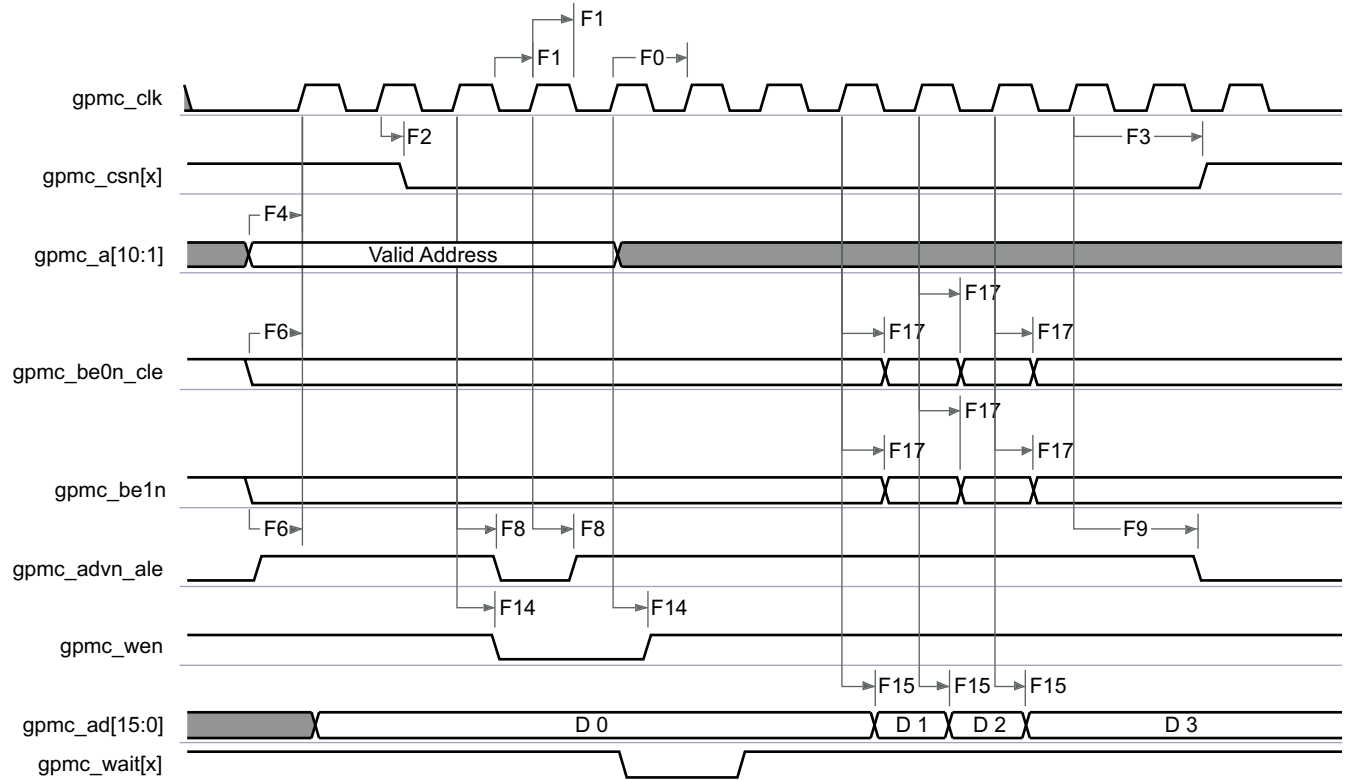 F1
F1 F0
gpmc_clk
F2 F3
gpmc_csn[x]
F4
gpmc_a[10:1] Valid Address
F17
F6 F17 F17
gpmc_be0n_cle
F17
F17 F17
gpmc_be1n
F6 F8 F8 F9
gpmc_advn_ale
F14 F14
gpmc_wen
F15 F15 F15
gpmc_ad[15:0] D 0 D 1 D 2 D 3
gpmc_wait[x]